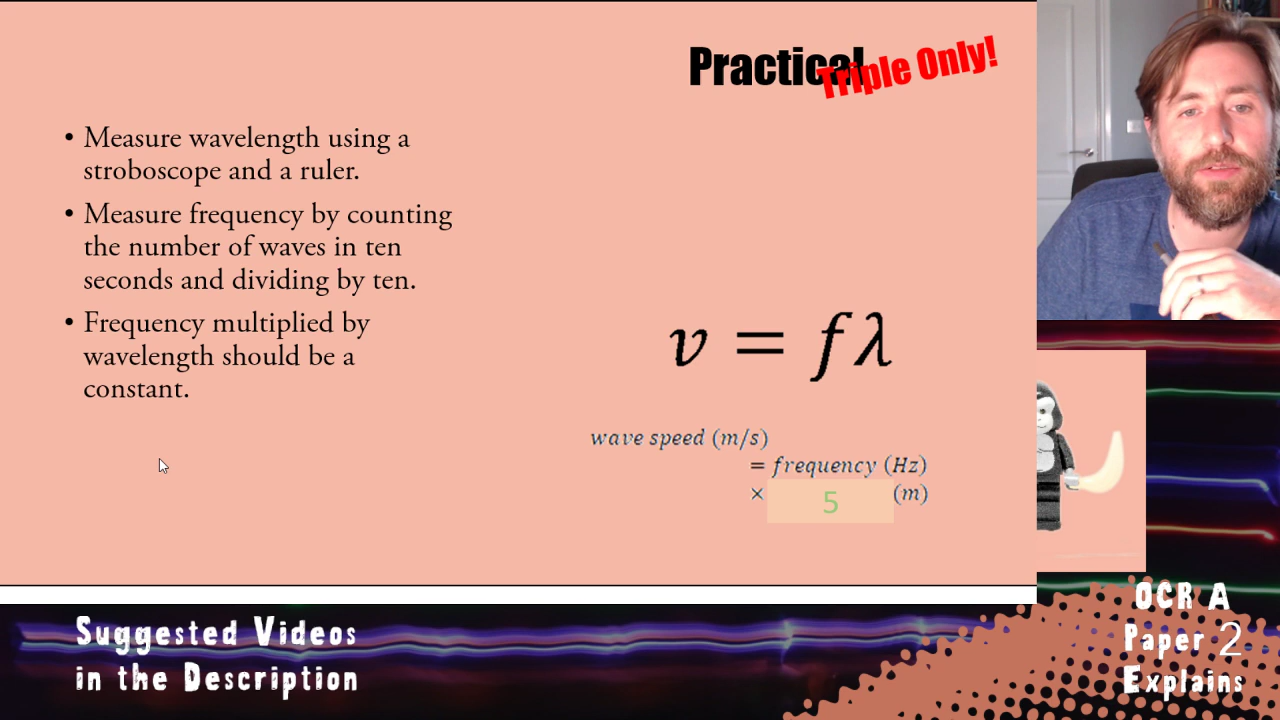 Practical
Triple Only!
• Measure wavelength using a
stroboscope and a ruler.
• Measure frequency by counting
the number of waves in ten
seconds and dividing by ten.
• Frequency multiplied by
wavelength should be a
constant.
v = fλ
wave speed (m/s)
= frequency (Hz)
× 5 (m)
Suggested Videos
in the Description
OCR A
Paper 2
Explains